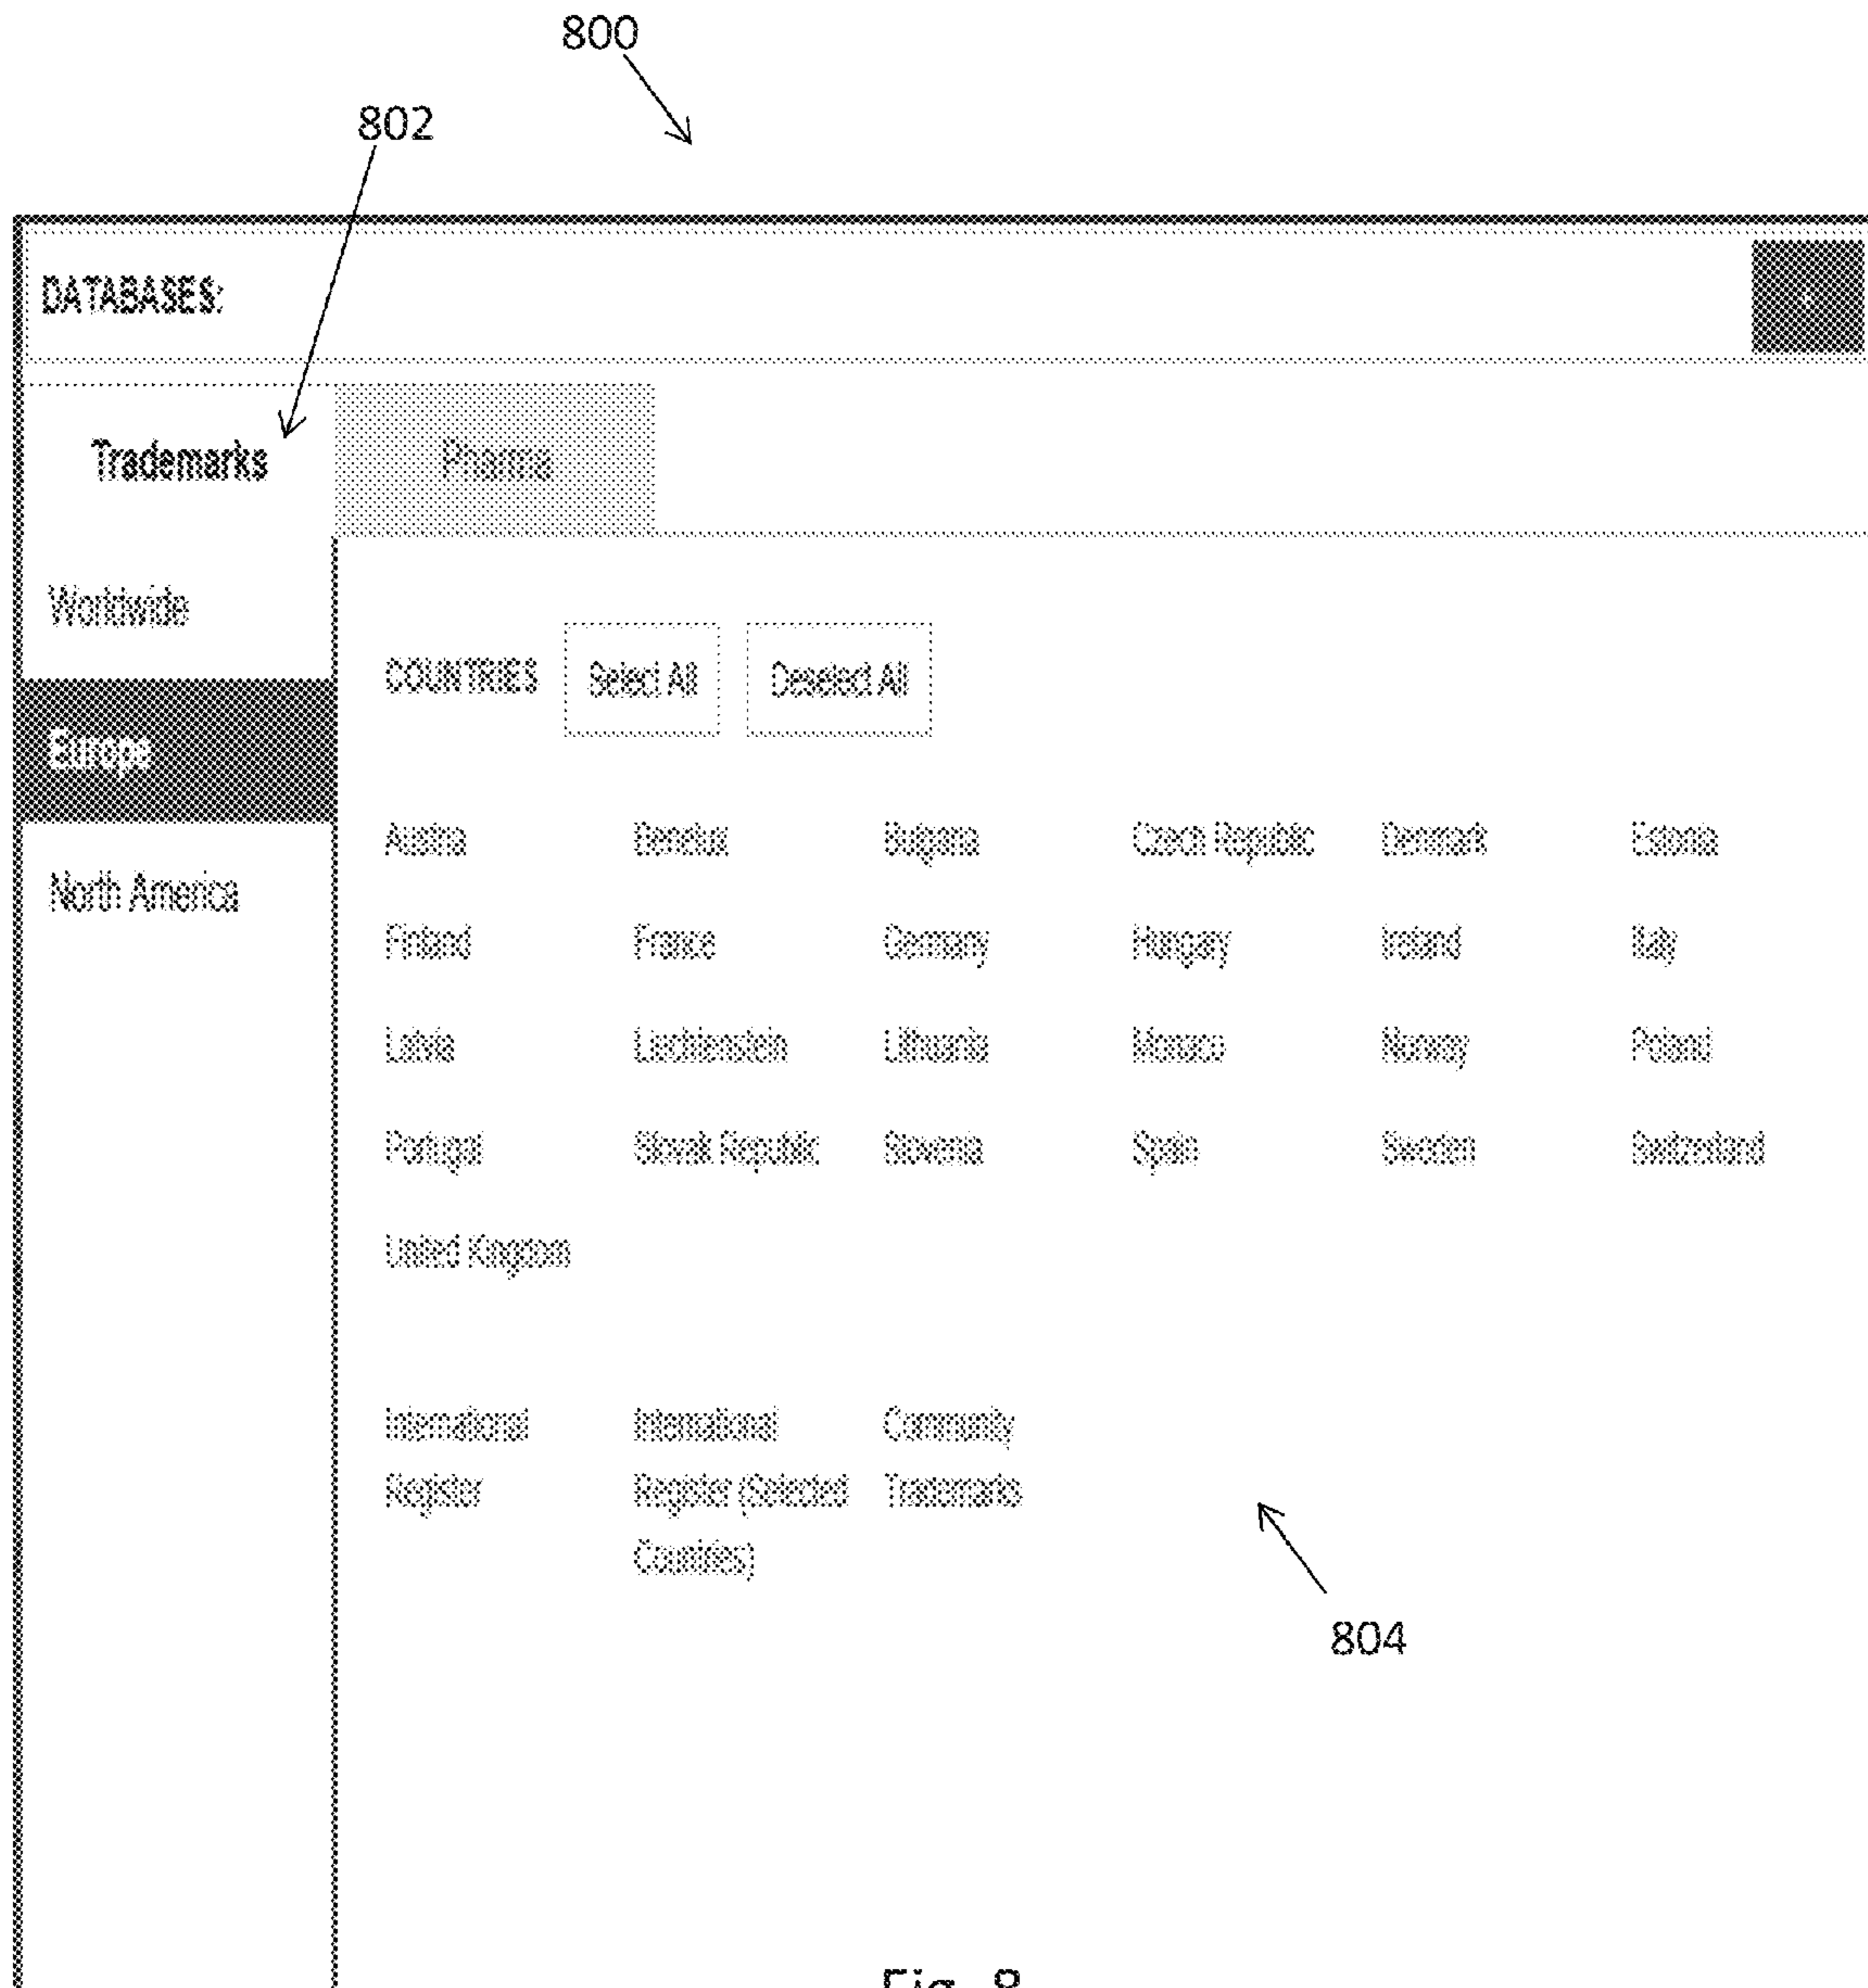 800
802
DATABASES:
Trademarks Pharma
Worldwide
COUNTRIES Select All Deselect All
Europe
Austria Benelux Bulgaria Czech Republic Denmark Estonia
North America
Finland France Germany Hungary Ireland Italy
Latvia Liechtenstein Lithuania Monaco Norway Poland
Portugal Slovak Republic Slovenia Spain Sweden Switzerland
United Kingdom
International International Community
Register Register (Selected Trademarks
Countries)
804
Fig. 8